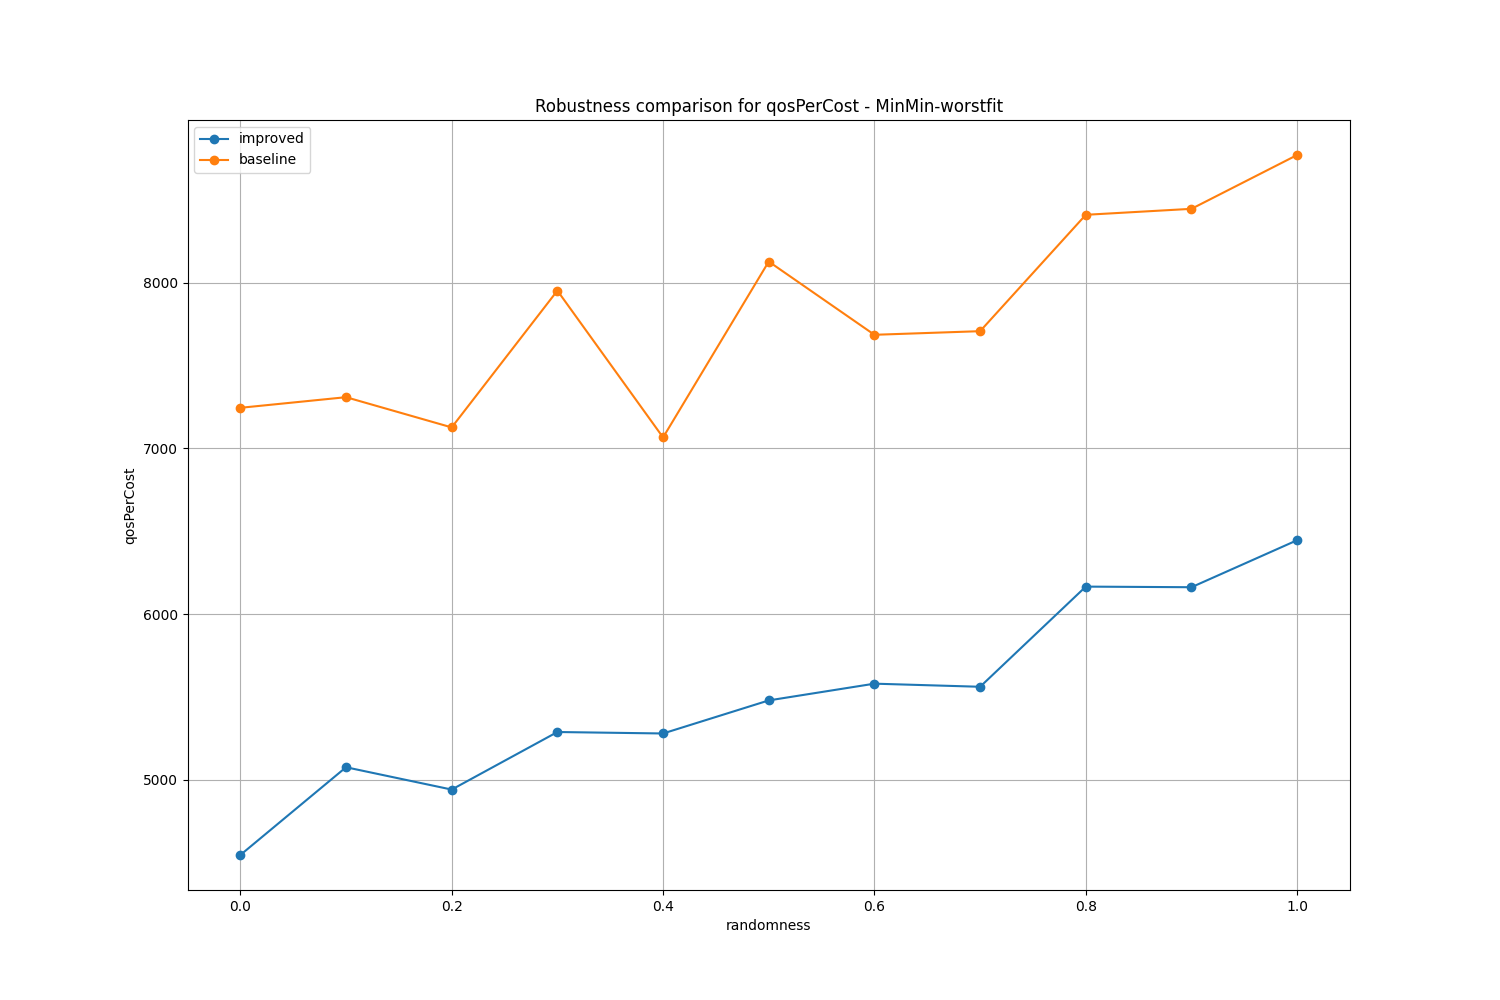 Robustness comparison for qosPerCost - MinMin-worstfit
improved
baseline
8000
7000
6000
5000
qosPerCost
0.0
0.2
0.4
0.6
0.8
1.0
randomness